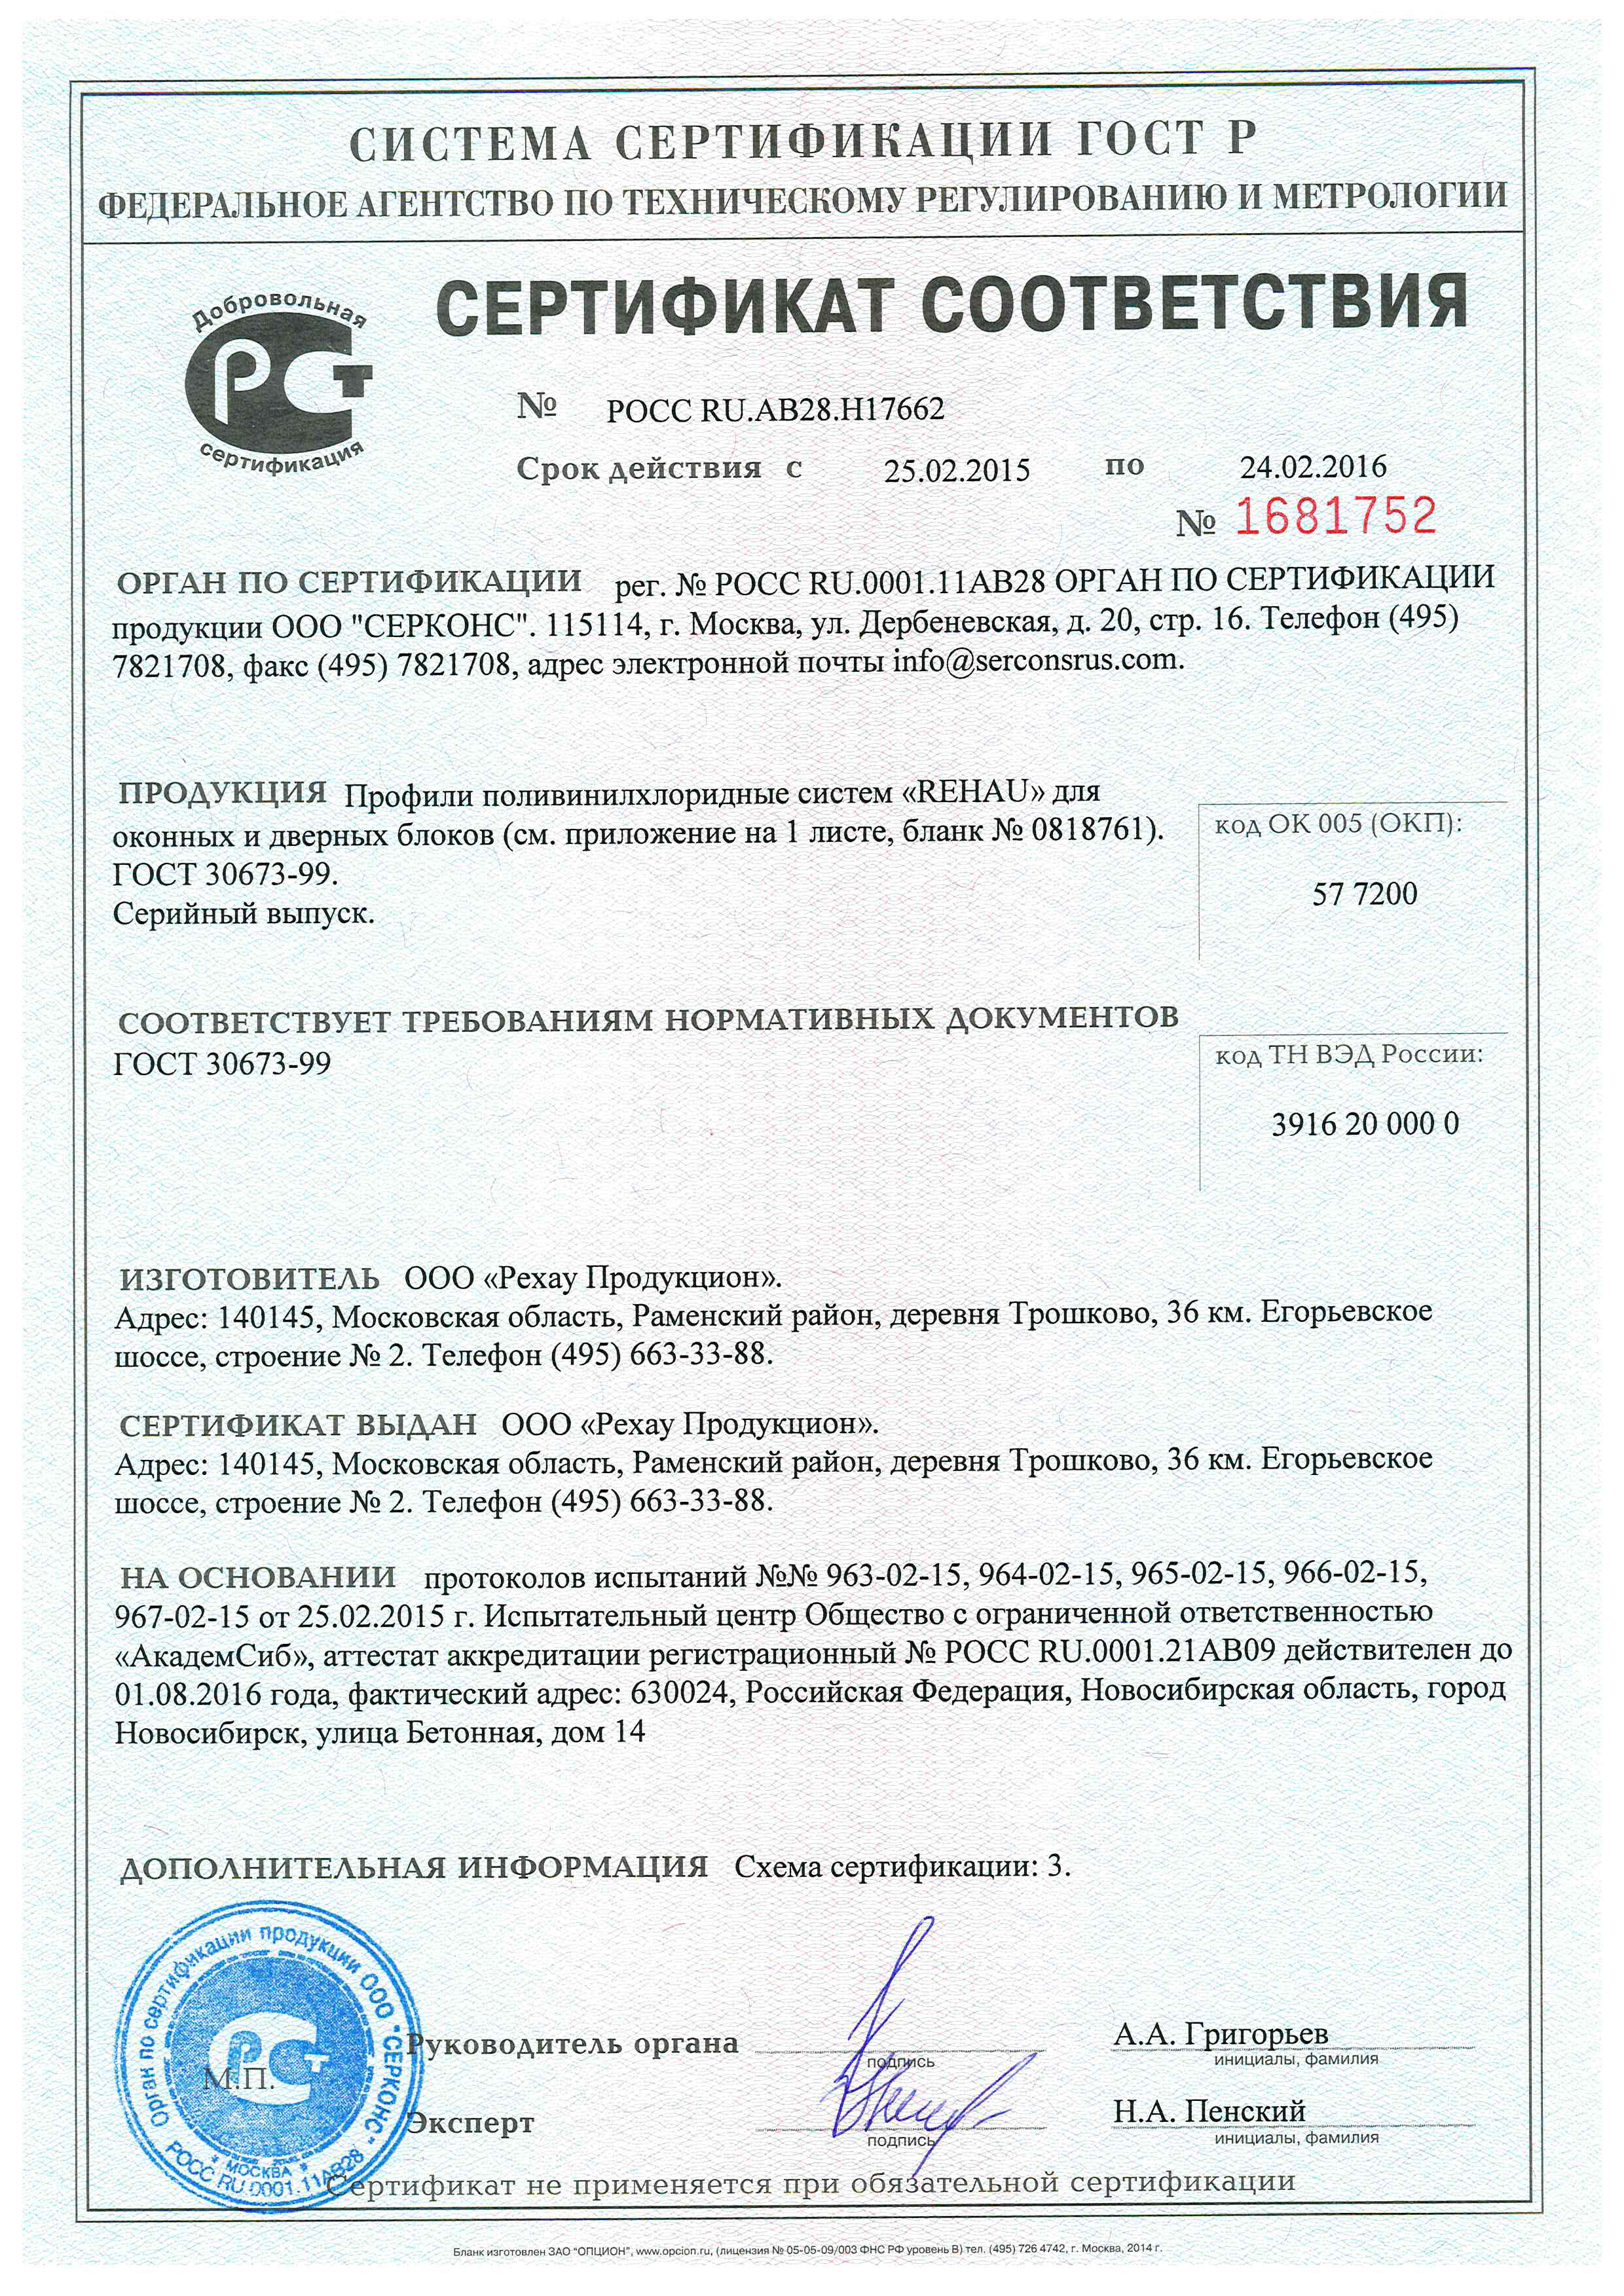 СИСТЕМА СЕРТИФИКАЦИИ ГОСТ Р
ФЕДЕРАЛЬНОЕ АГЕНТСТВО ПО ТЕХНИЧЕСКОМУ РЕГУЛИРОВАНИЮ И МЕТРОЛОГИИ
Добровольная
РСТ
сертификация
СЕРТИФИКАТ СООТВЕТСТВИЯ
№ РОСС RU.АВ28.Н17662
Срок действия с 25.02.2015 по 24.02.2016
№ 1681752
ОРГАН ПО СЕРТИФИКАЦИИ рег. № РОСС RU.0001.11АВ28 ОРГАН ПО СЕРТИФИКАЦИИ
продукции ООО "СЕРКОНС". 115114, г. Москва, ул. Дербеневская, д. 20, стр. 16. Телефон (495)
7821708, факс (495) 7821708, адрес электронной почты info@serconsrus.com.
ПРОДУКЦИЯ Профили поливинилхлоридные систем «REHAU» для
оконных и дверных блоков (см. приложение на 1 листе, бланк № 0818761).
ГОСТ 30673-99.
Серийный выпуск.
код ОК 005 (ОКП):
57 7200
СООТВЕТСТВУЕТ ТРЕБОВАНИЯМ НОРМАТИВНЫХ ДОКУМЕНТОВ
ГОСТ 30673-99
код ТН ВЭД России:
3916 20 000 0
ИЗГОТОВИТЕЛЬ ООО «Рехау Продукцион».
Адрес: 140145, Московская область, Раменский район, деревня Трошково, 36 км. Егорьевское
шоссе, строение № 2. Телефон (495) 663-33-88.
СЕРТИФИКАТ ВЫДАН ООО «Рехау Продукцион».
Адрес: 140145, Московская область, Раменский район, деревня Трошково, 36 км. Егорьевское
шоссе, строение № 2. Телефон (495) 663-33-88.
НА ОСНОВАНИИ протоколов испытаний №№ 963-02-15, 964-02-15, 965-02-15, 966-02-15,
967-02-15 от 25.02.2015 г. Испытательный центр Общество с ограниченной ответственностью
«АкадемСиб», аттестат аккредитации регистрационный № РОСС RU.0001.21АВ09 действителен до
01.08.2016 года, фактический адрес: 630024, Российская Федерация, Новосибирская область, город
Новосибирск, улица Бетонная, дом 14
ДОПОЛНИТЕЛЬНАЯ ИНФОРМАЦИЯ Схема сертификации: 3.
Орган по сертификации продукции ООО "СЕРКОНС"
РСТ
М.П.
* МОСКВА *
РОСС RU.0001.11АВ28
Руководитель органа
подпись
А.А. Григорьев
инициалы, фамилия
Эксперт
подпись
Н.А. Пенский
инициалы, фамилия
Сертификат не применяется при обязательной сертификации
Бланк изготовлен ЗАО "ОПЦИОН", www.opcion.ru, (лицензия № 05-05-09/003 ФНС РФ уровень В) тел. (495) 726 4742, г. Москва, 2014 г.